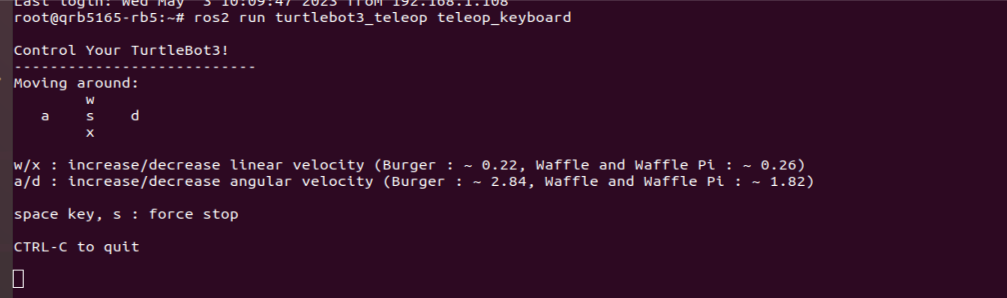 Last login: Wed May  3 10:09:47 2023 from 192.168.1.108
root@qrb5165-rb5:~# ros2 run turtlebot3_teleop teleop_keyboard
Control Your TurtleBot3!
---------------------------
Moving around:
        w
   a    s    d
        x
w/x : increase/decrease linear velocity (Burger : ~ 0.22, Waffle and Waffle Pi : ~ 0.26)
a/d : increase/decrease angular velocity (Burger : ~ 2.84, Waffle and Waffle Pi : ~ 1.82)
space key, s : force stop
CTRL-C to quit